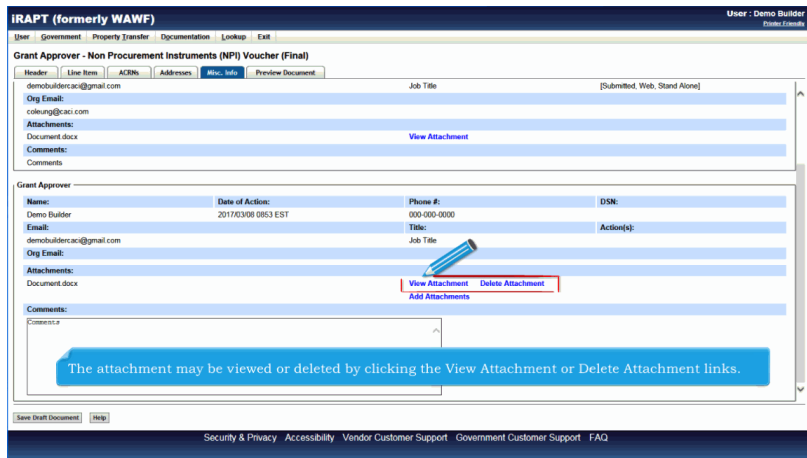 iRAPT (formerly WAWF)
User : Demo Builder
Printer Friendly
User Government Property Transfer Documentation Lookup Exit
Grant Approver - Non Procurement Instruments (NPI) Voucher (Final)
Header Line Item ACRNs Addresses Misc. Info Preview Document
demobuildercaci@gmail.com Job Title [Submitted, Web, Stand Alone]
Org Email:
coleung@caci.com
Attachments:
Document.docx View Attachment
Comments:
Comments
Grant Approver
Name: Date of Action: Phone #: DSN:
Demo Builder 2017/03/08 0853 EST 000-000-0000
Email: Title: Action(s):
demobuildercaci@gmail.com Job Title
Org Email:
Attachments:
Document.docx View Attachment Delete Attachment
Add Attachments
Comments:
Comments
The attachment may be viewed or deleted by clicking the View Attachment or Delete Attachment links.
Save Draft Document Help
Security & Privacy Accessibility Vendor Customer Support Government Customer Support FAQ